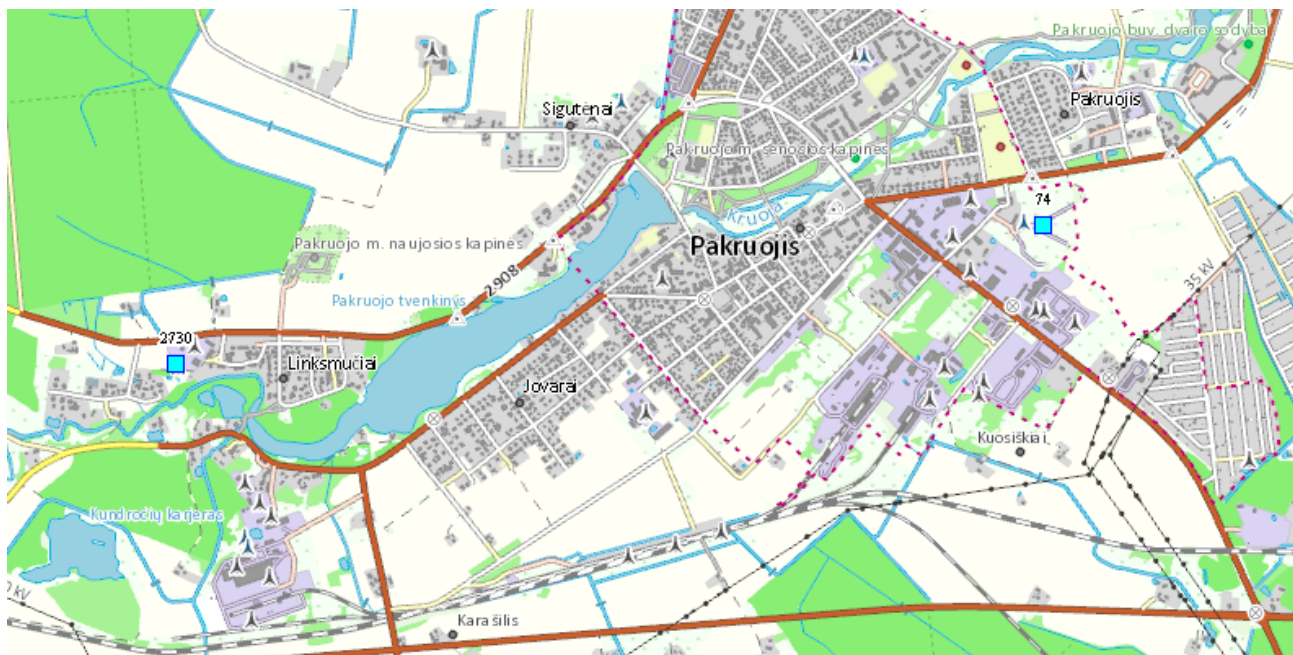 Pakruojo buv. dvaro sodyba
Pakruojis
Sigutėnai
Pakruojo m. senosios kapinės
74
Kruoja
Pakruojis
Pakruojo m. naujosios kapinės
2908
35 kV
Pakruojo tvenkinys
2730
Linksmučiai
Jovarai
Kuosiškiai
Kundročių karjeras
kV
Karašilis